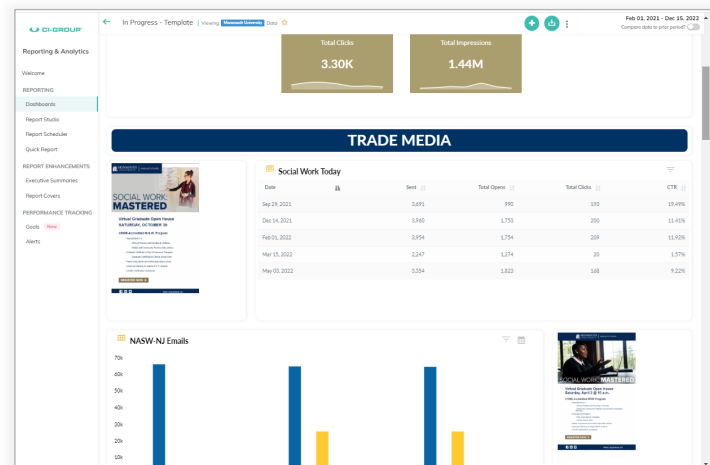 CI-GROUP
Reporting & Analytics
Welcome
REPORTING
Dashboards
Report Studio
Report Scheduler
Quick Report
REPORT ENHANCEMENTS
Executive Summaries
Report Covers
PERFORMANCE TRACKING
Goals New
Alerts
In Progress - Template | Viewing Monmouth University Data
Feb 01, 2021 - Dec 15, 2022
Compare data to prior period?
Total Clicks
3.30K
Total Impressions
1.44M
TRADE MEDIA
SOCIAL WORK:
MASTERED
Virtual Graduate Open House
SATURDAY, OCTOBER 30
Social Work Today
Date Sent Total Opens Total Clicks CTR
Sep 29, 2021 3,691 990 193 19.49%
Dec 14, 2021 3,960 1,753 200 11.41%
Feb 01, 2022 3,954 1,754 209 11.92%
Mar 15, 2022 2,247 1,274 20 1.57%
May 03, 2022 3,354 1,823 168 9.22%
NASW-NJ Emails
70k
60k
50k
40k
30k
20k
10k
SOCIAL WORK: MASTERED
Virtual Graduate Open House
Saturday, April 2 @ 10 a.m.